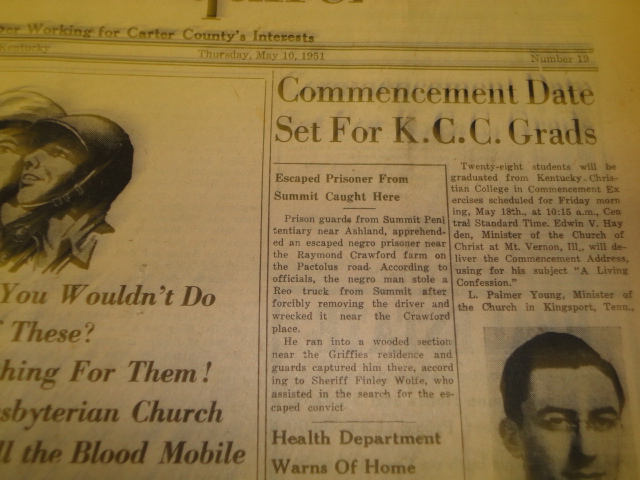 Working for Carter County's Interests
Kentucky
Thursday, May 10, 1951
Number 19
Commencement Date
Set For K.C.C. Grads
Escaped Prisoner From
Summit Caught Here
Prison guards from Summit Peni
tentiary near Ashland, apprehend-
ed an escaped negro prisoner near
the Raymond Crawford farm on
the Pactolus road. According to
officials, the negro man stole a
Reo truck from Summit after
forcibly removing the driver and
wrecked it near the Crawford
place.
He ran into a wooded section
near the Griffies residence and
guards captured him there, accord
ing to Sheriff Finley Wolfe, who
assisted in the search for the es-
caped convict
Health Department
Warns Of Home
Twenty-eight students will be
graduated from Kentucky Chris-
tian College in Commencement Ex
ercises scheduled for Friday morn
ing, May 18th., at 10:15 a.m., Cen
tral Standard Time. Edwin V. Hay
den, Minister of the Church of
Christ at Mt. Vernon, Ill., will de-
liver the Commencement Address,
using for his subject "A Living
Confession."
L. Palmer Young, Minister of
the Church in Kingsport, Tenn.,
You Wouldn't Do
These?
hing For Them!
sbyterian Church
ll the Blood Mobile